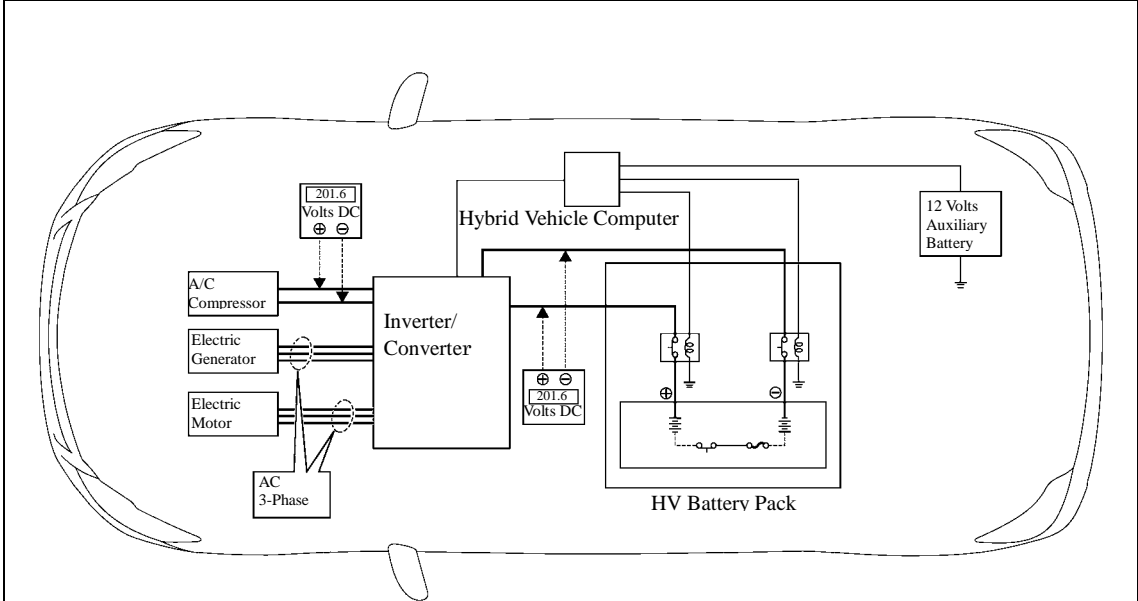 201.6
Volts DC
⊕ ⊖
Hybrid Vehicle Computer
12 Volts
Auxiliary
Battery
A/C
Compressor
Inverter/
Converter
Electric
Generator
Electric
Motor
⊕ ⊖
201.6
Volts DC
⊕ ⊖
AC
3-Phase
HV Battery Pack